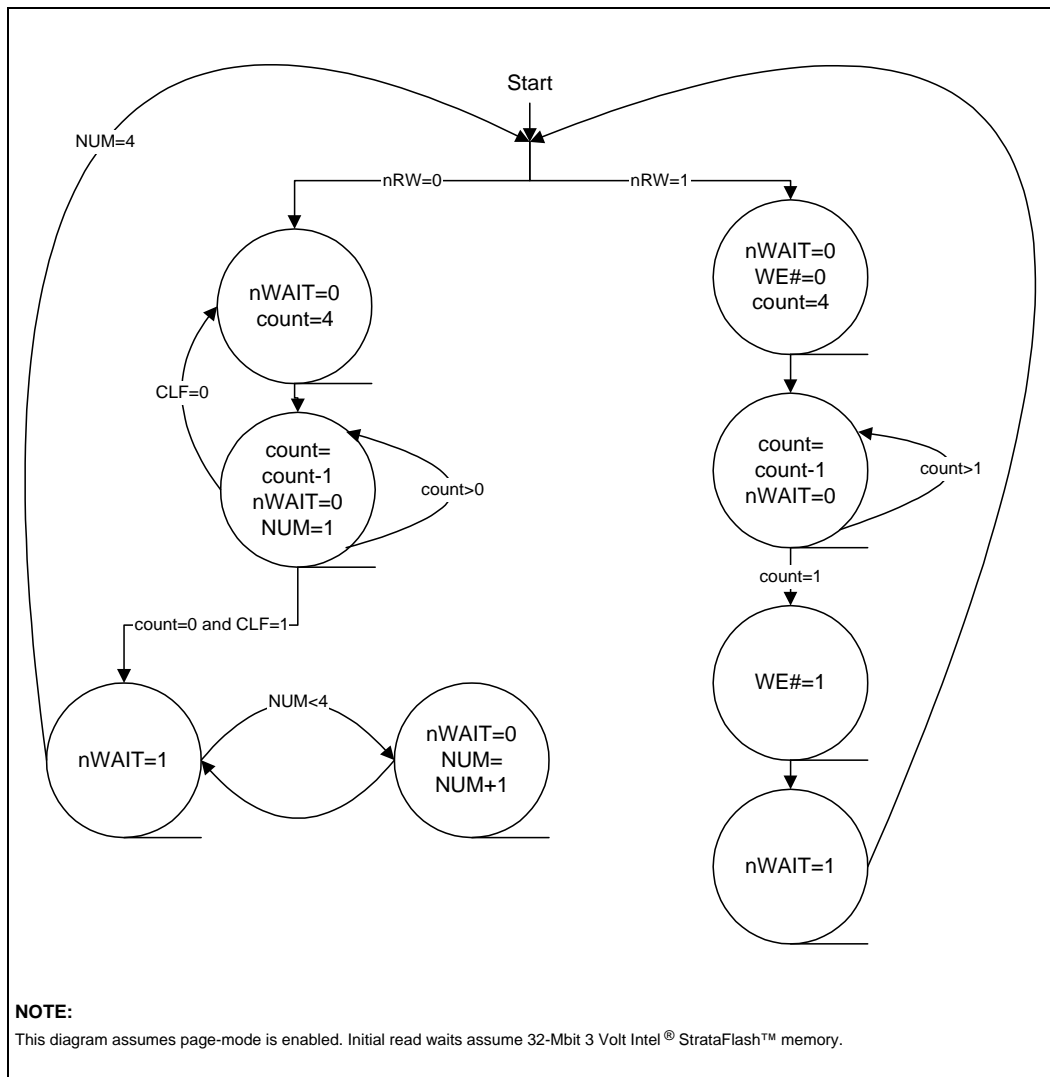 Start
NUM=4
nRW=0
nRW=1
nWAIT=0
count=4
nWAIT=0
WE#=0
count=4
CLF=0
count=
count-1
nWAIT=0
NUM=1
count>0
count=
count-1
nWAIT=0
count>1
count=1
count=0 and CLF=1
nWAIT=1
NUM<4
nWAIT=0
NUM=
NUM+1
WE#=1
nWAIT=1
NOTE:
This diagram assumes page-mode is enabled. Initial read waits assume 32-Mbit 3 Volt Intel ® StrataFlash™ memory.